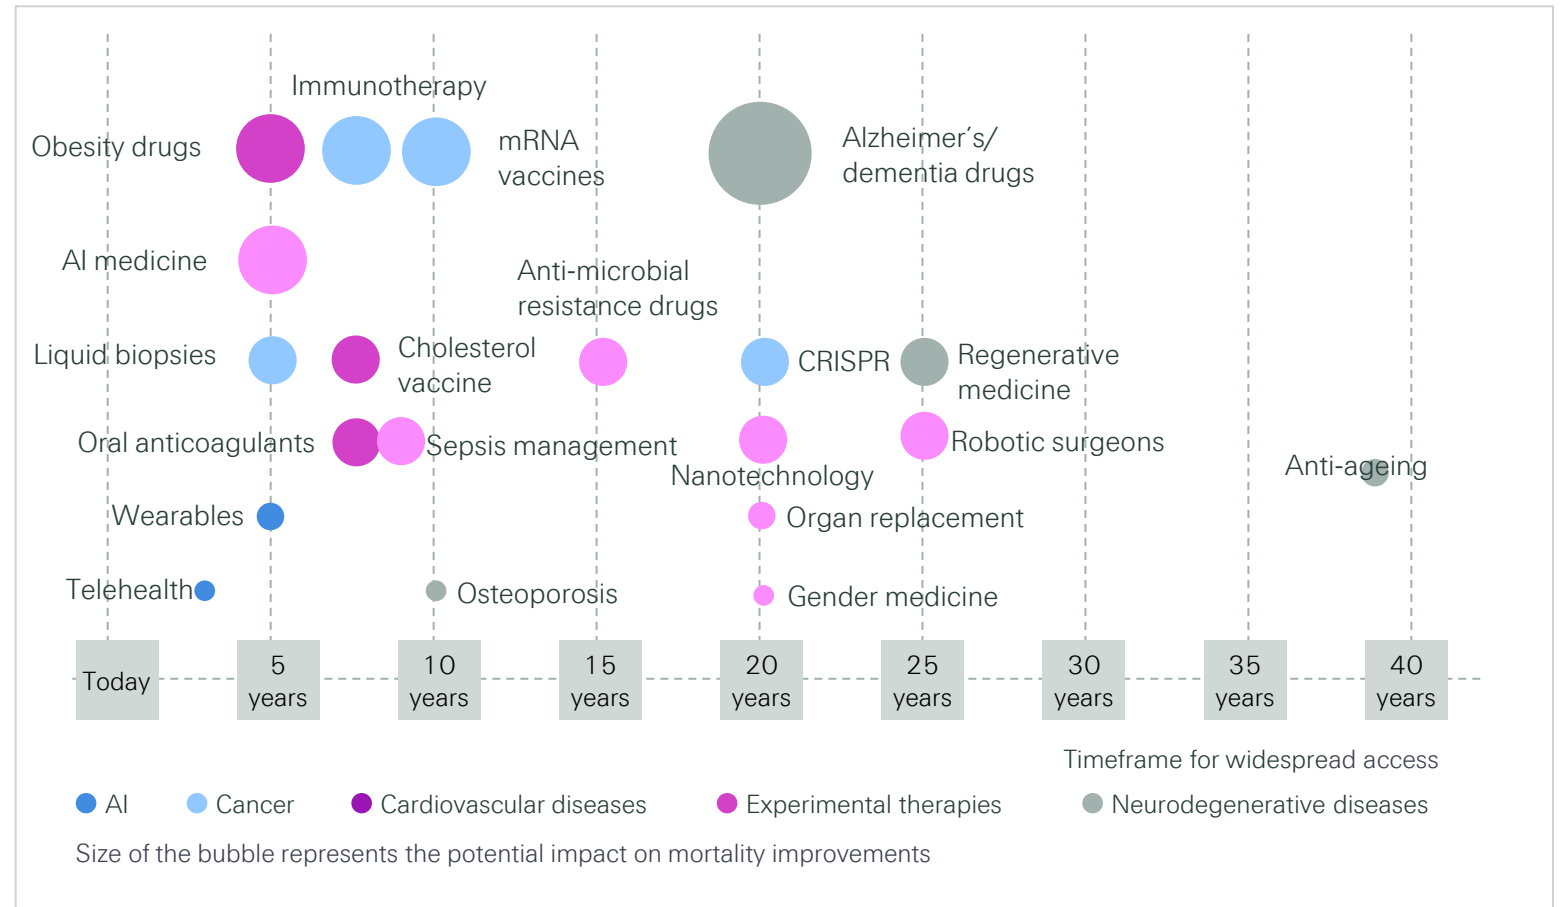 Immunotherapy
Obesity drugs
mRNA
vaccines
Alzheimer's/
dementia drugs
AI medicine
Anti-microbial
resistance drugs
Liquid biopsies
Cholesterol
vaccine
CRISPR
Regenerative
medicine
Oral anticoagulants
Sepsis management
Nanotechnology
Robotic surgeons
Anti-ageing
Wearables
Organ replacement
Telehealth
Osteoporosis
Gender medicine
Today
5
years
10
years
15
years
20
years
25
years
30
years
35
years
40
years
Timeframe for widespread access
AI
Cancer
Cardiovascular diseases
Experimental therapies
Neurodegenerative diseases
Size of the bubble represents the potential impact on mortality improvements